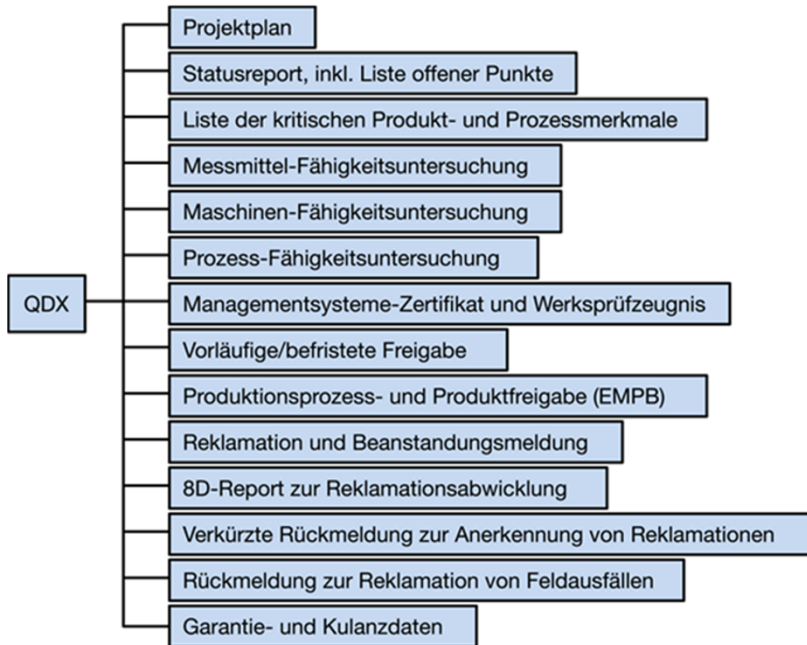 Projektplan
Statusreport, inkl. Liste offener Punkte
Liste der kritischen Produkt- und Prozessmerkmale
Messmittel-Fähigkeitsuntersuchung
Maschinen-Fähigkeitsuntersuchung
Prozess-Fähigkeitsuntersuchung
QDX
Managementsysteme-Zertifikat und Werksprüfzeugnis
Vorläufige/befristete Freigabe
Produktionsprozess- und Produktfreigabe (EMPB)
Reklamation und Beanstandungsmeldung
8D-Report zur Reklamationsabwicklung
Verkürzte Rückmeldung zur Anerkennung von Reklamationen
Rückmeldung zur Reklamation von Feldausfällen
Garantie- und Kulanzdaten